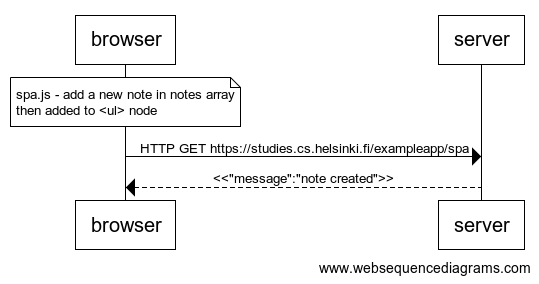 browser server
spa.js - add a new note in notes array
then added to <ul> node
HTTP GET https://studies.cs.helsinki.fi/exampleapp/spa
<<"message":"note created">>
browser server
www.websequencediagrams.com